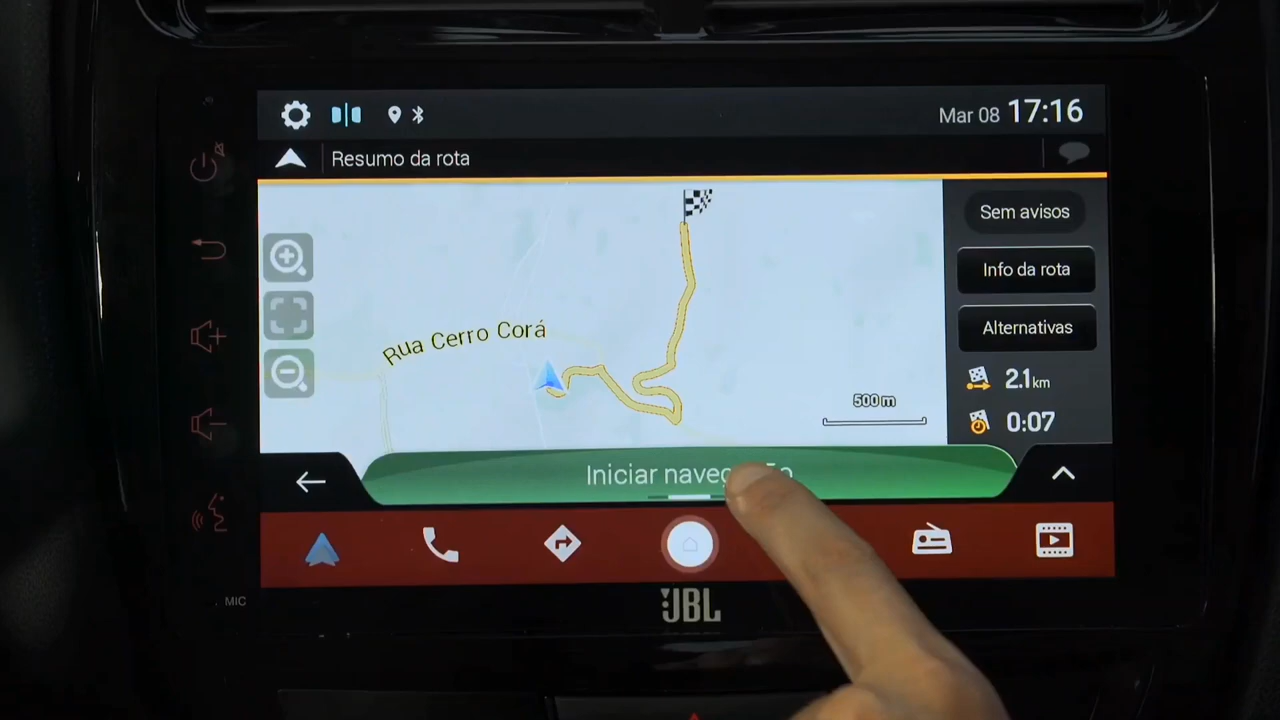 Mar 08 17:16
Resumo da rota
Sem avisos
Info da rota
Alternativas
Rua Cerro Corá
2.1km
500 m
0:07
Iniciar
MIC
JBL